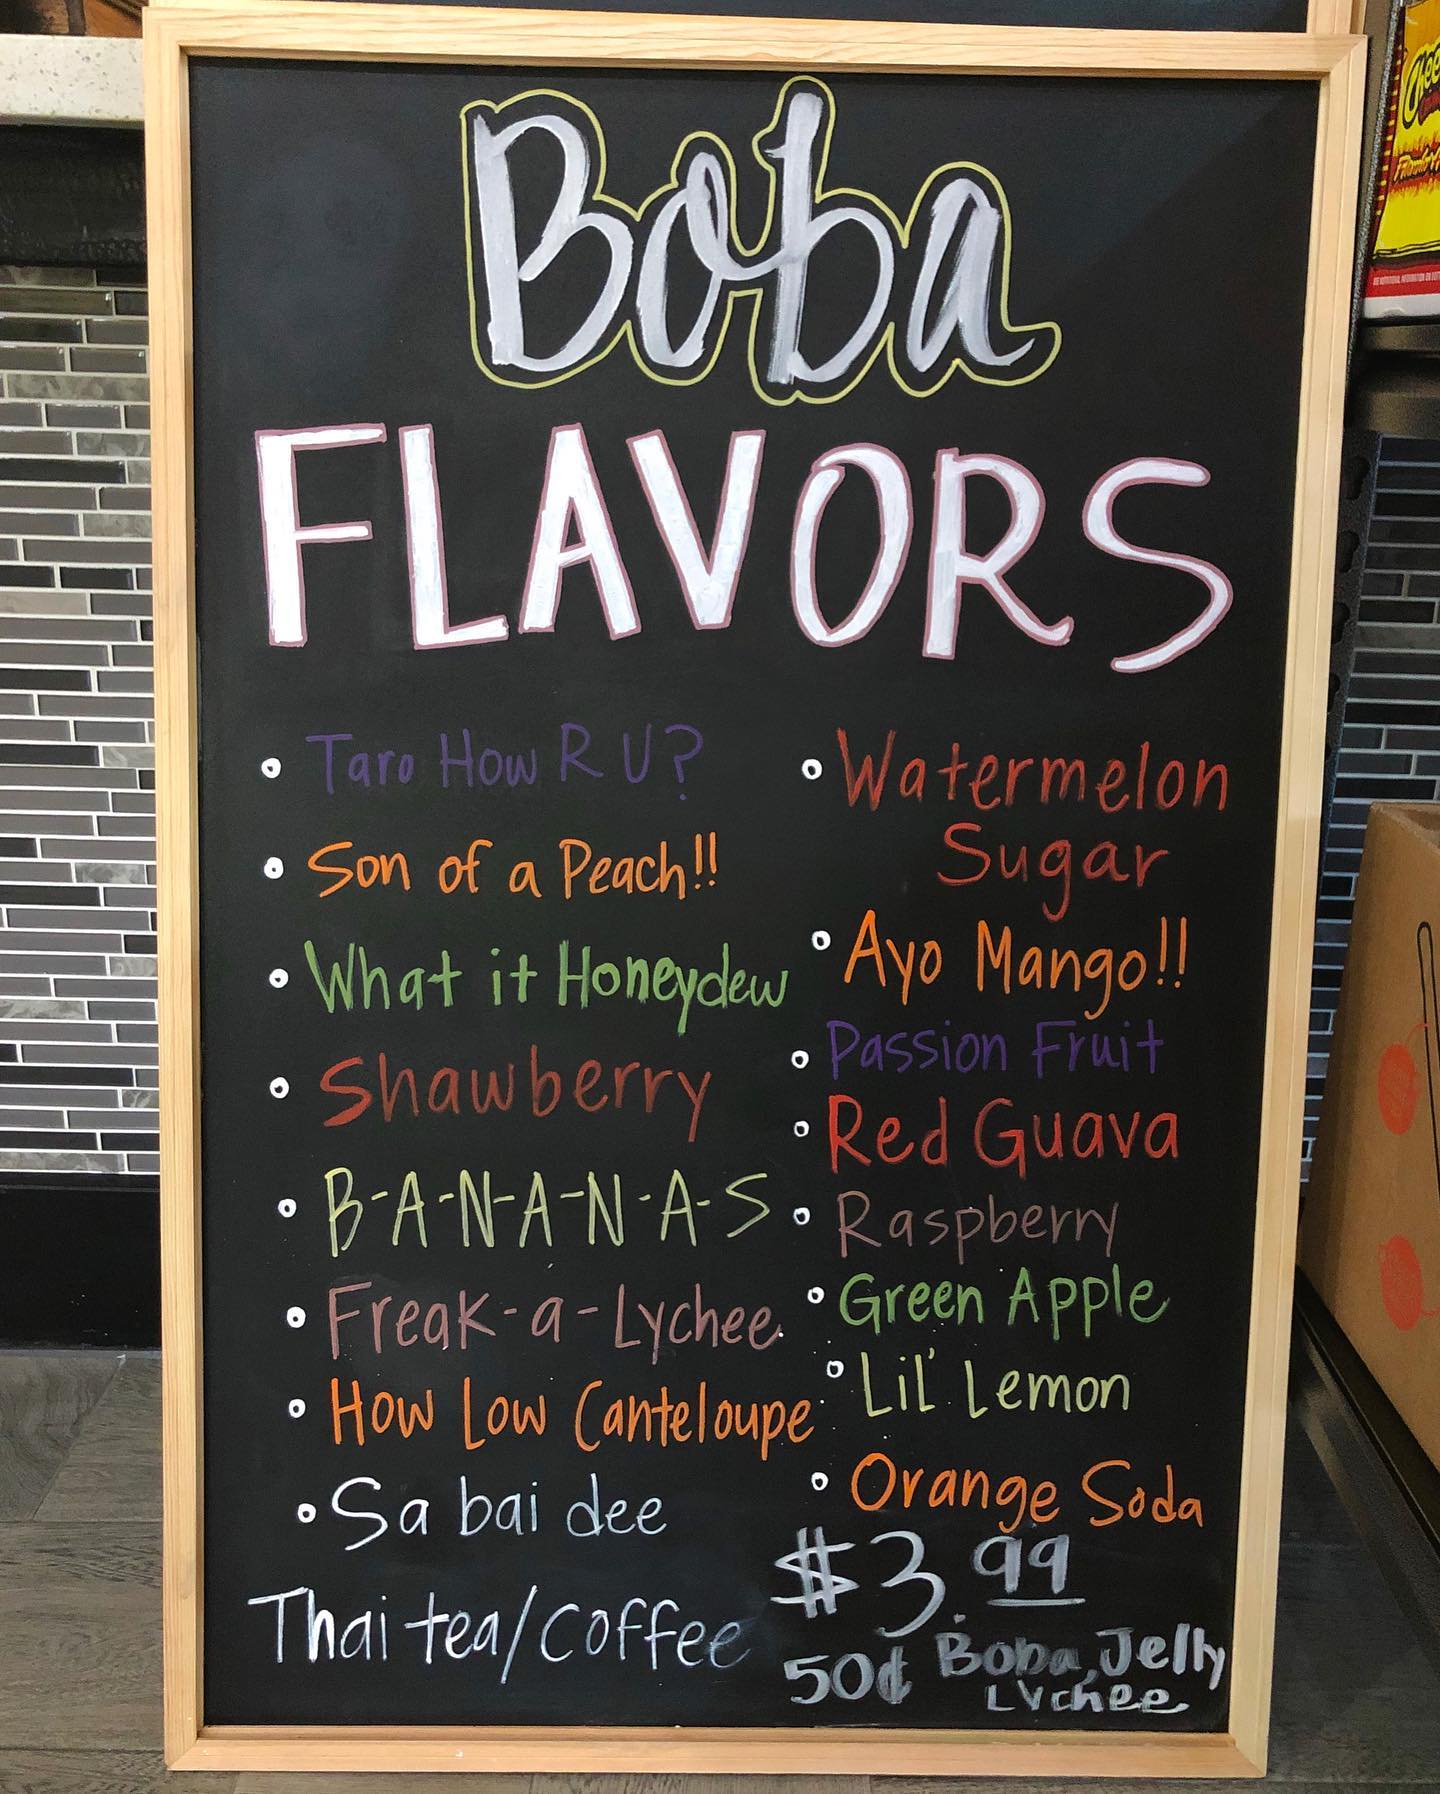 Boba
FLAVORS
Taro How R U?
Son of a Peach!!
What it Honeydew
Shawberry
B-A-N-A-N-A-S
Freak-a-Lychee
How Low Canteloupe
Sa bai dee
Thai tea/coffee
Watermelon
Sugar
Ayo Mango!!
Passion Fruit
Red Guava
Raspberry
Green Apple
Lil' Lemon
Orange Soda
$3.99
50¢ Boba, Jelly
Lychee